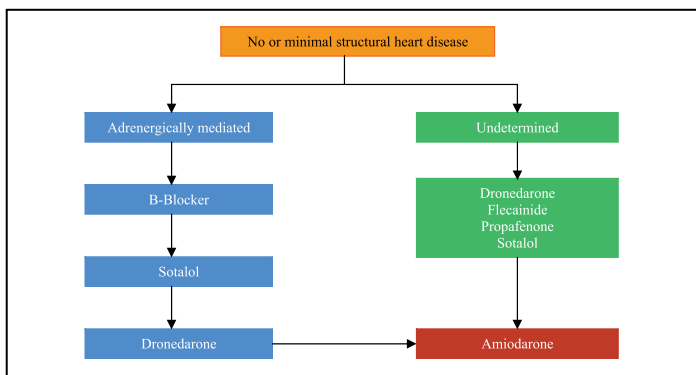 No or minimal structural heart disease
Adrenergically mediated
Undetermined
B-Blocker
Dronedarone
Flecainide
Propafenone
Sotalol
Sotalol
Dronedarone
Amiodarone